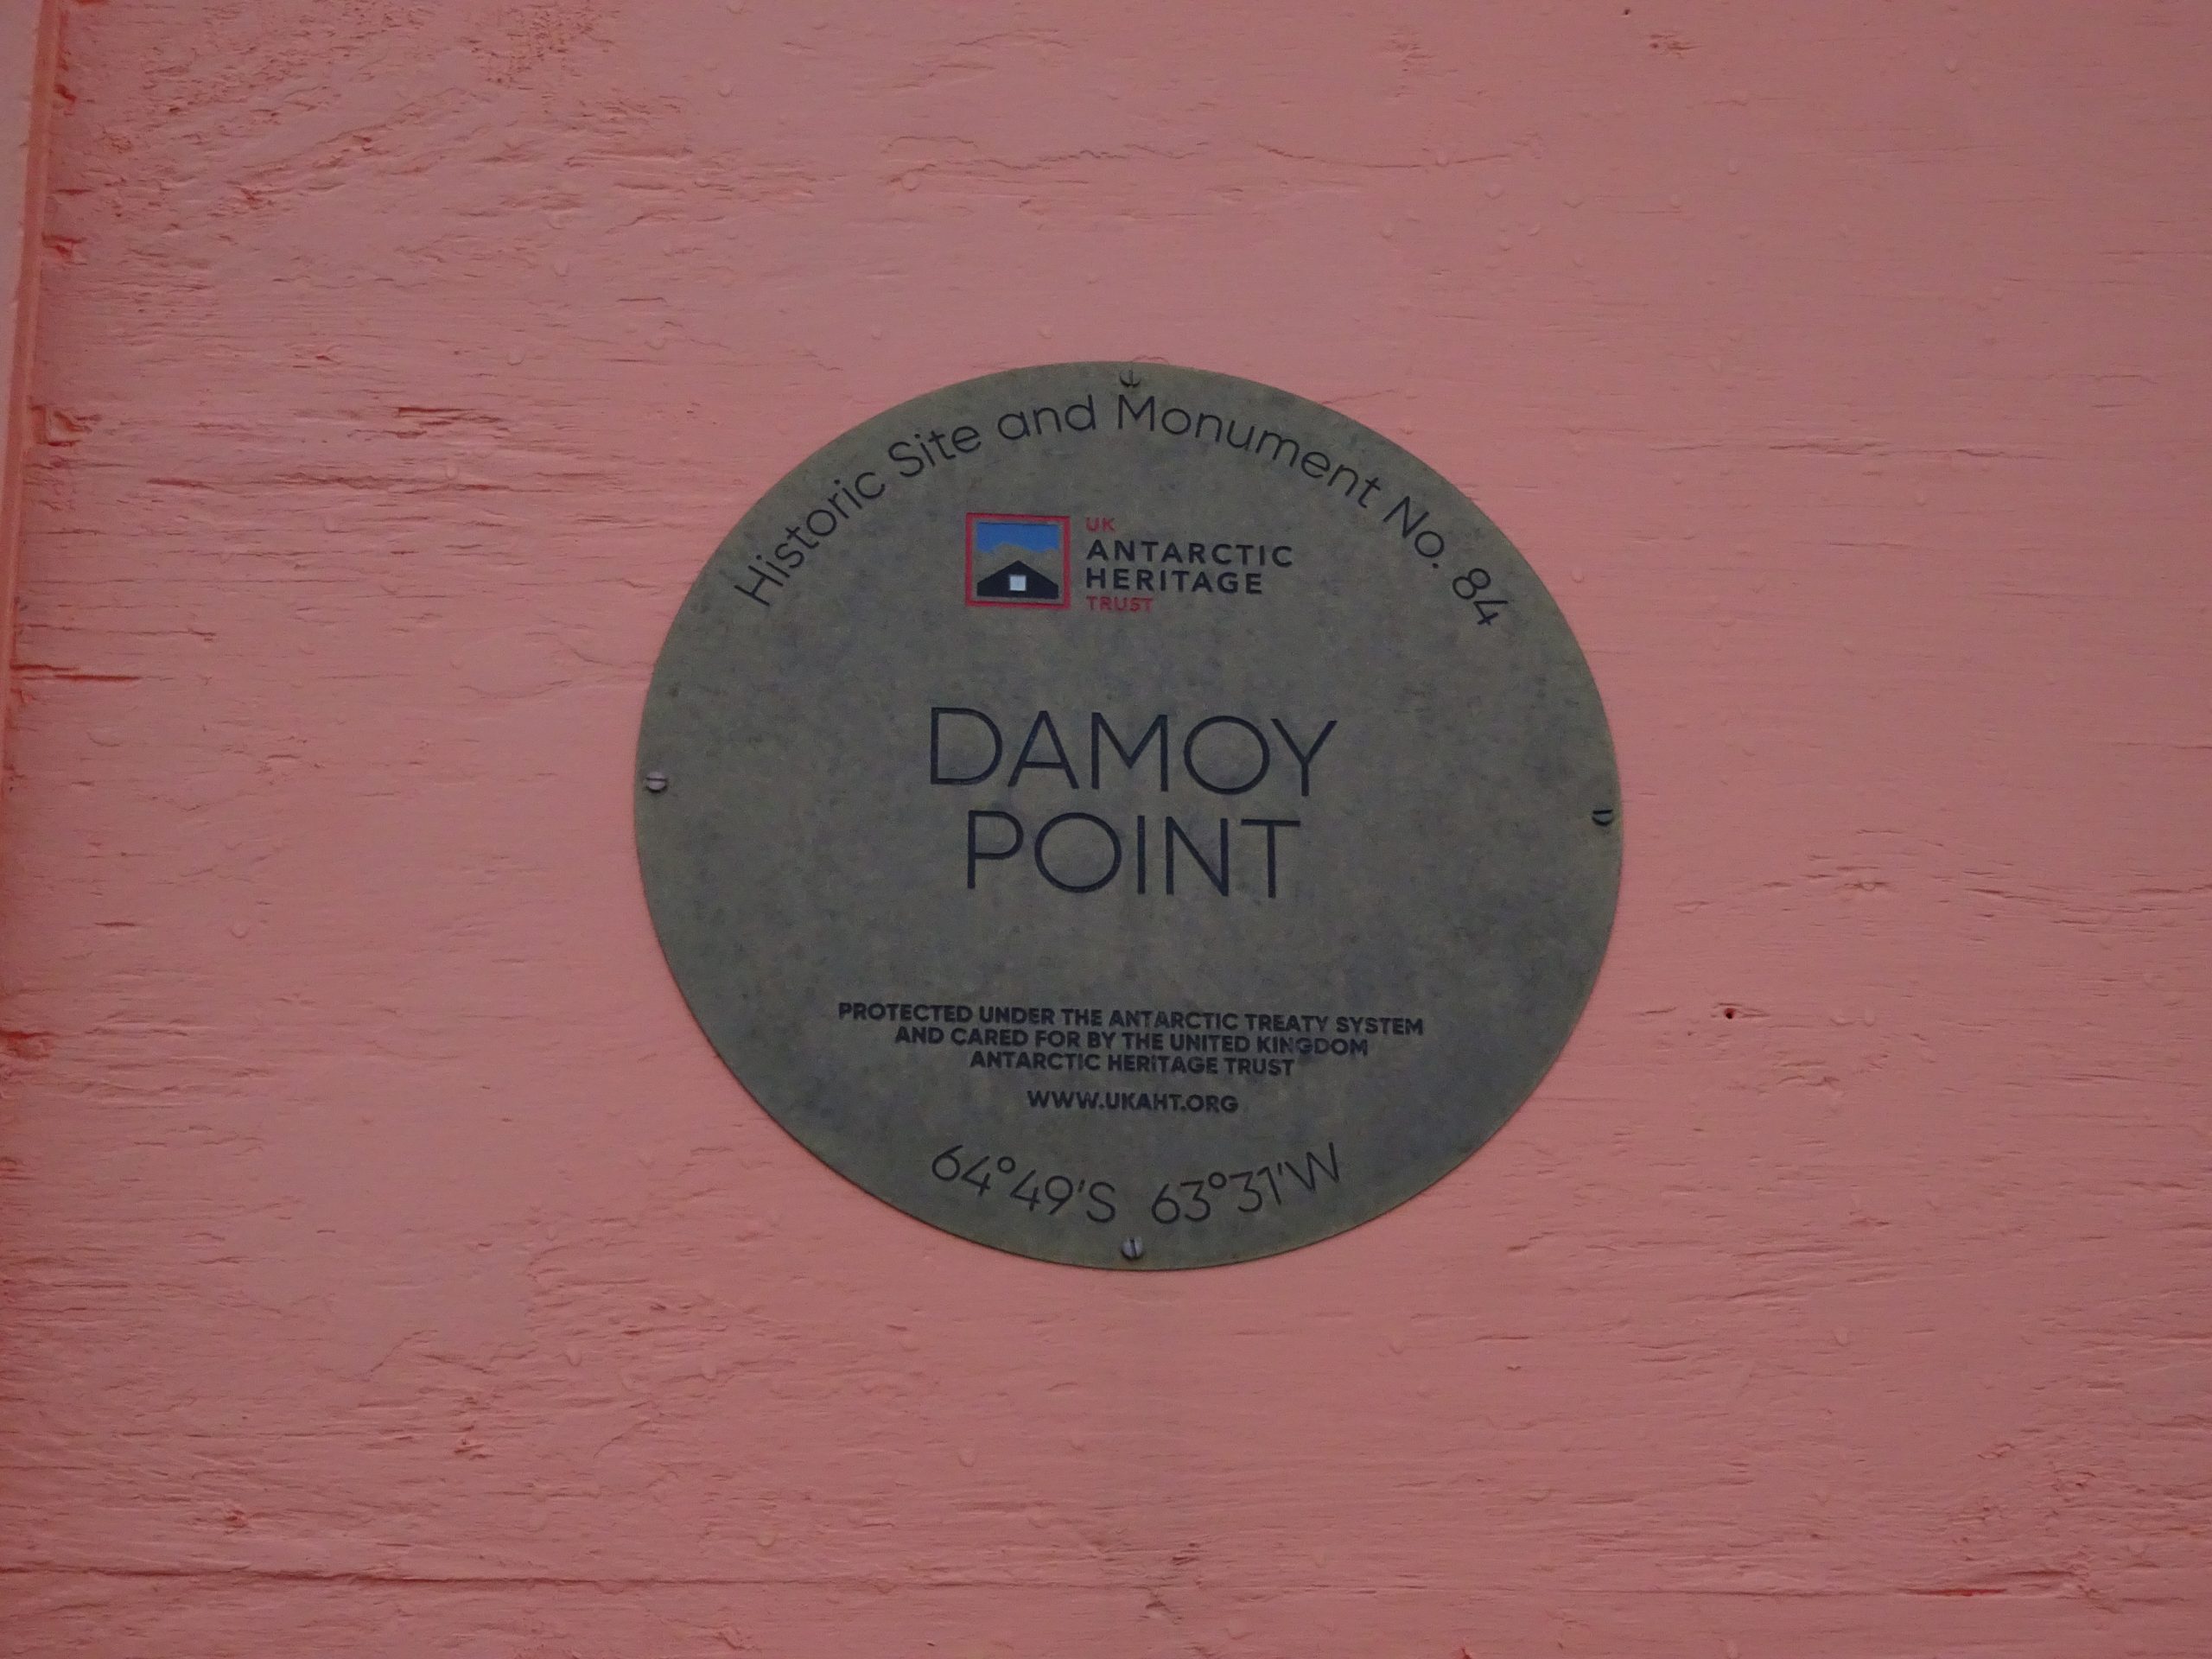 Historic Site and Monument No. 84
UK
ANTARCTIC
HERITAGE
TRUST
DAMOY
POINT
PROTECTED UNDER THE ANTARCTIC TREATY SYSTEM
AND CARED FOR BY THE UNITED KINGDOM
ANTARCTIC HERITAGE TRUST
WWW.UKAHT.ORG
64°49'S 63°31'W